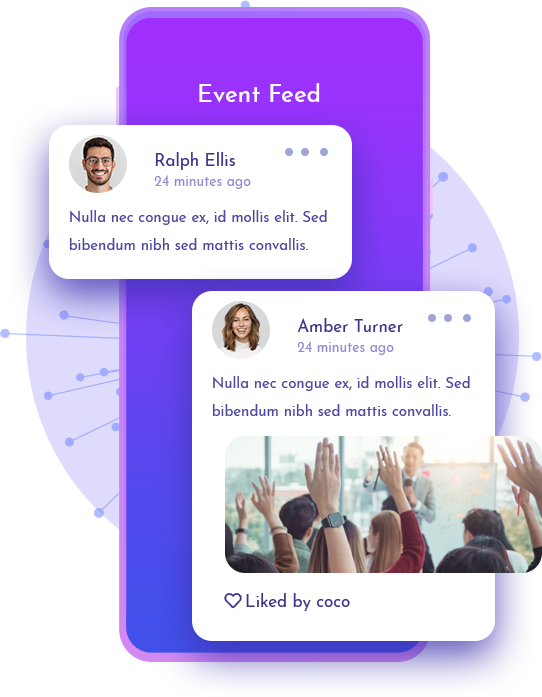 Event Feed
Ralph Ellis
24 minutes ago
Nulla nec congue ex, id mollis elit. Sed
bibendum nibh sed mattis convallis.
Amber Turner
24 minutes ago
Nulla nec congue ex, id mollis elit. Sed
bibendum nibh sed mattis convallis.
Liked by coco